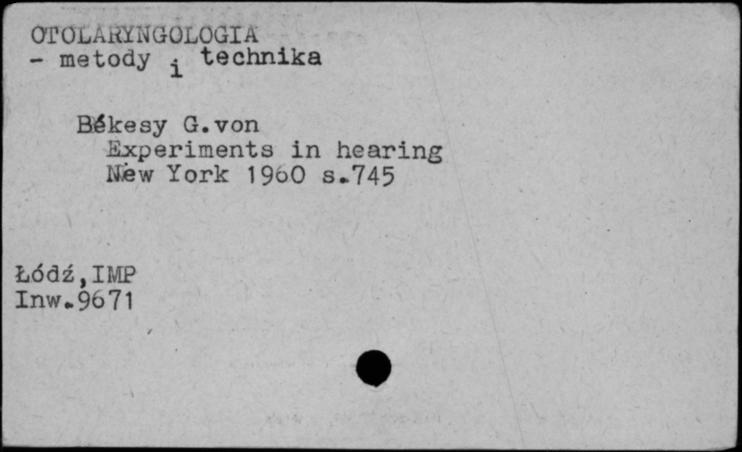 OTOLARYNGOLOGIA
- metody i technika
Békesy G.von
Experiments in hearing
New York 1960 s.745
Łódź,IMP
Inw.9671